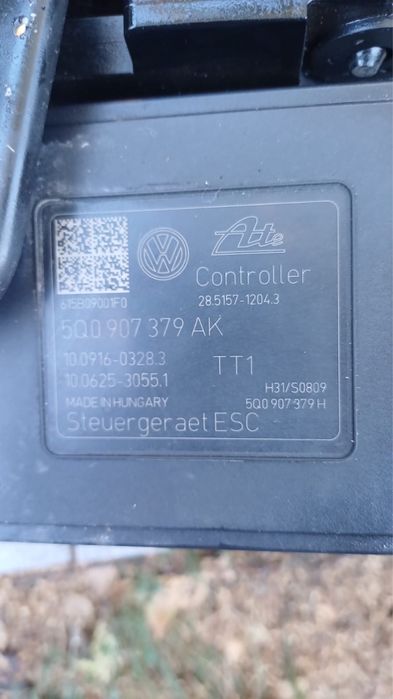 VW
Ate
Controller
615B09001F0
28.5157-1204.3
5Q0 907 379 AK
10.0916-0328.3
TT1
10.0625-3055.1
H31/S0809
MADE IN HUNGARY
5Q0 907 379 H
Steuergeraet ESC